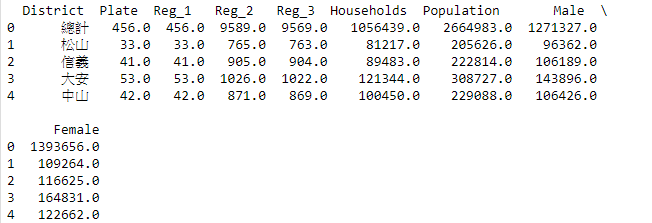 District Plate Reg_1 Reg_2 Reg_3 Households Population Male \
0 總計 456.0 456.0 9589.0 9569.0 1056439.0 2664983.0 1271327.0
1 松山 33.0 33.0 765.0 763.0 81217.0 205626.0 96362.0
2 信義 41.0 41.0 905.0 904.0 89483.0 222814.0 106189.0
3 大安 53.0 53.0 1026.0 1022.0 121344.0 308727.0 143896.0
4 中山 42.0 42.0 871.0 869.0 100450.0 229088.0 106426.0
Female
0 1393656.0
1 109264.0
2 116625.0
3 164831.0
4 122662.0